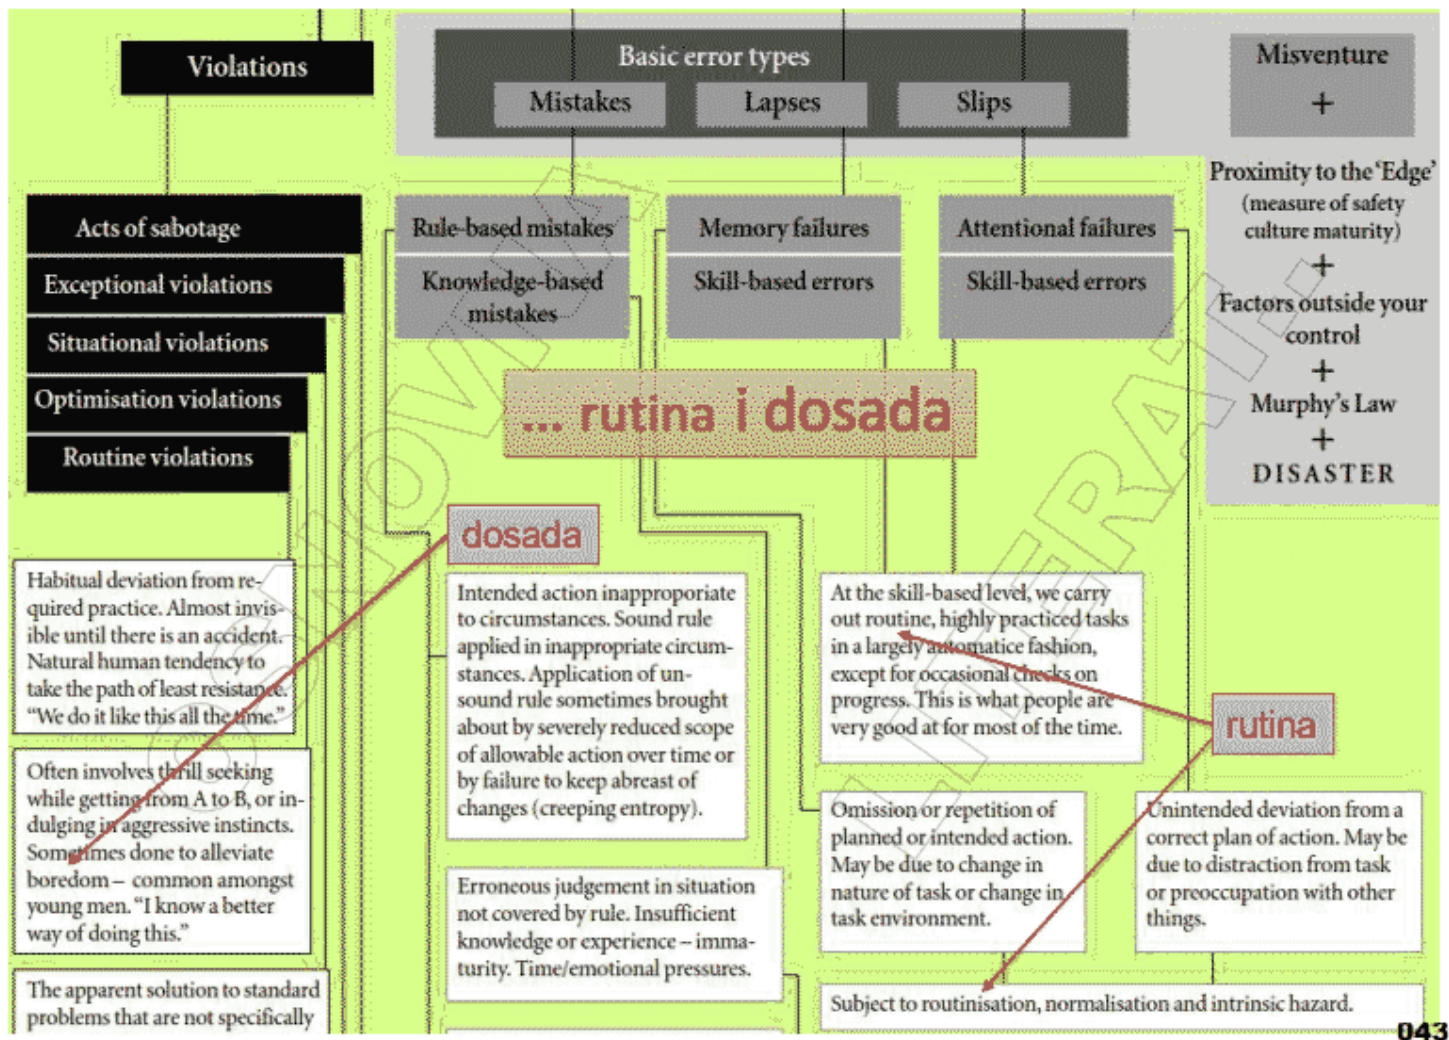 Violations
Basic error types
Mistakes
Lapses
Slips
Misventure
+
Proximity to the ‘Edge’
(measure of safety
culture maturity)
+
Factors outside your
control
+
Murphy’s Law
+
DISASTER
Acts of sabotage
Exceptional violations
Situational violations
Optimisation violations
Routine violations
Rule-based mistakes
Knowledge-based
mistakes
Memory failures
Skill-based errors
Attentional failures
Skill-based errors
... rutina i dosada
dosada
rutina
Habitual deviation from re-
quired practice. Almost invis-
ible until there is an accident.
Natural human tendency to
take the path of least resistance.
“We do it like this all the time.”
Often involves thrill seeking
while getting from A to B, or in-
dulging in aggressive instincts.
Sometimes done to alleviate
boredom – common amongst
young men. “I know a better
way of doing this.”
The apparent solution to standard
problems that are not specifically
Intended action inapproporiate
to circumstances. Sound rule
applied in inappropriate circum-
stances. Application of un-
sound rule sometimes brought
about by severely reduced scope
of allowable action over time or
by failure to keep abreast of
changes (creeping entropy).
Erroneous judgement in situation
not covered by rule. Insufficient
knowledge or experience – imma-
turity. Time/emotional pressures.
At the skill-based level, we carry
out routine, highly practiced tasks
in a largely automatice fashion,
except for occasional checks on
progress. This is what people are
very good at for most of the time.
Omission or repetition of
planned or intended action.
May be due to change in
nature of task or change in
task environment.
Unintended deviation from a
correct plan of action. May be
due to distraction from task
or preoccupation with other
things.
Subject to routinisation, normalisation and intrinsic hazard.
043